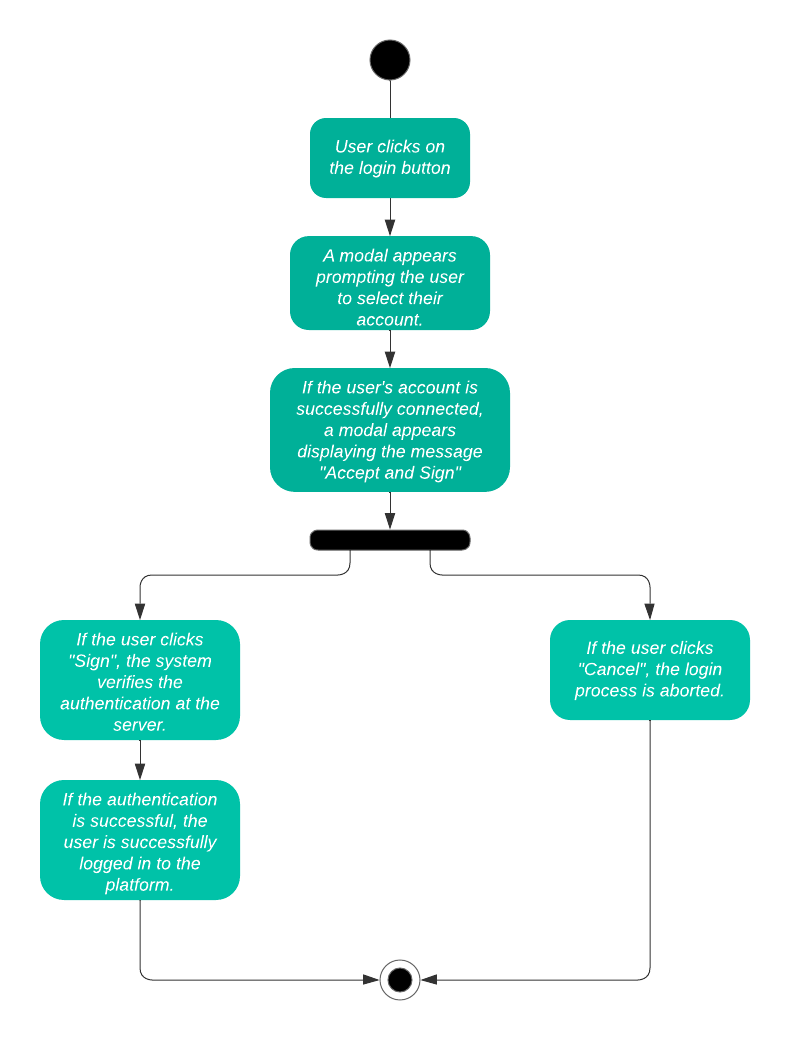 User clicks on
the login button
A modal appears
prompting the user
to select their
account.
If the user's account is
successfully connected,
a modal appears
displaying the message
"Accept and Sign"
If the user clicks
"Sign", the system
verifies the
authentication at the
server.
If the user clicks
"Cancel", the login
process is aborted.
If the authentication
is successful, the
user is successfully
logged in to the
platform.